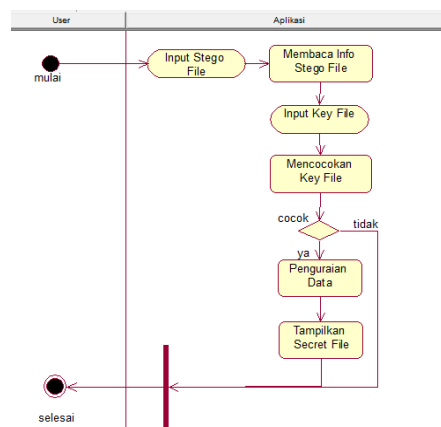 User
Aplikasi
mulai
Input Stego
File
Membaca Info
Stego File
Input Key File
Mencocokan
Key File
cocok
tidak
ya
Penguraian
Data
Tampilkan
Secret File
selesai